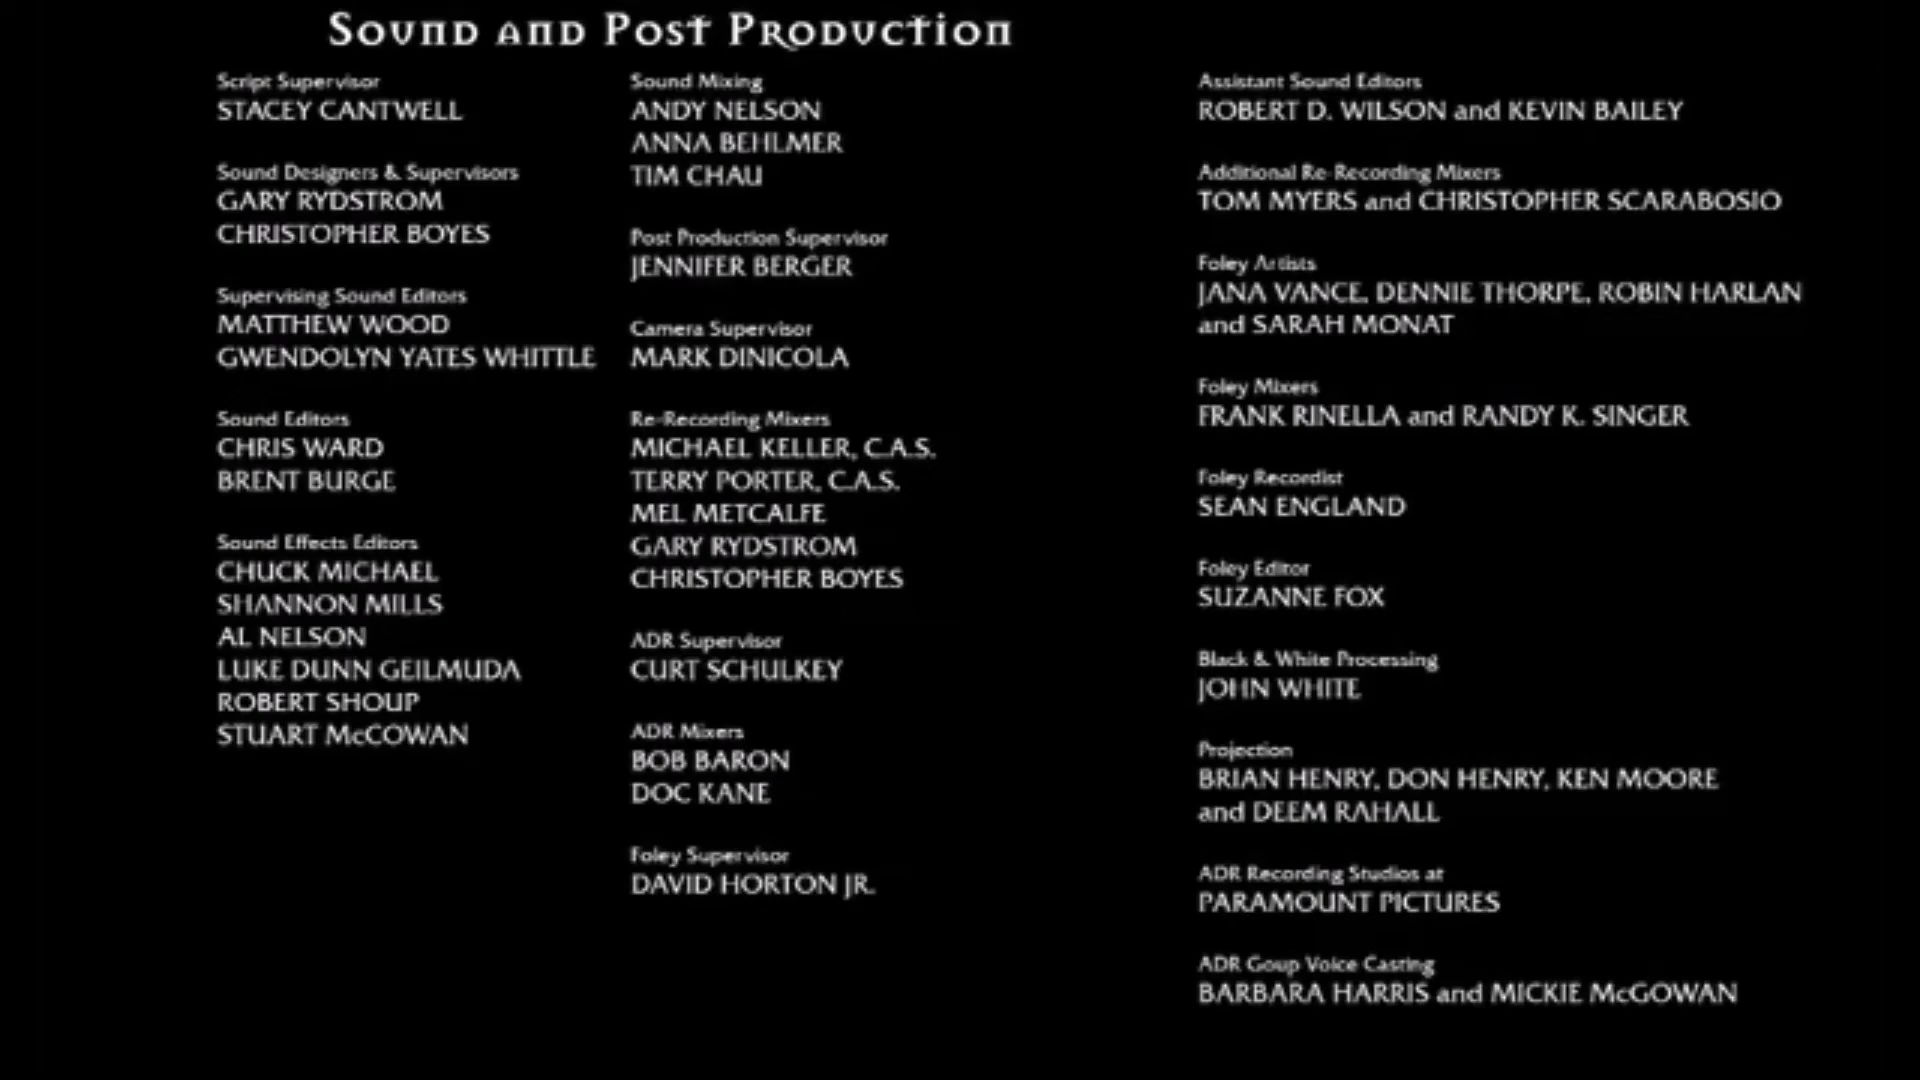 Sound and Post Production
Script Supervisor
STACEY CANTWELL
Sound Designers & Supervisors
GARY RYDSTROM
CHRISTOPHER BOYES
Supervising Sound Editors
MATTHEW WOOD
GWENDOLYN YATES WHITTLE
Sound Editors
CHRIS WARD
BRENT BURGE
Sound Effects Editors
CHUCK MICHAEL
SHANNON MILLS
AL NELSON
LUKE DUNN GEILMUDA
ROBERT SHOUP
STUART McCOWAN
Sound Mixing
ANDY NELSON
ANNA BEHLMER
TIM CHAU
Post Production Supervisor
JENNIFER BERGER
Camera Supervisor
MARK DINICOLA
Re-Recording Mixers
MICHAEL KELLER, C.A.S.
TERRY PORTER, C.A.S.
MEL METCALFE
GARY RYDSTROM
CHRISTOPHER BOYES
ADR Supervisor
CURT SCHULKEY
ADR Mixers
BOB BARON
DOC KANE
Foley Supervisor
DAVID HORTON JR.
Assistant Sound Editors
ROBERT D. WILSON and KEVIN BAILEY
Additional Re-Recording Mixers
TOM MYERS and CHRISTOPHER SCARABOSIO
Foley Artists
JANA VANCE, DENNIE THORPE, ROBIN HARLAN
and SARAH MONAT
Foley Mixers
FRANK RINELLA and RANDY K. SINGER
Foley Recordist
SEAN ENGLAND
Foley Editor
SUZANNE FOX
Black & White Processing
JOHN WHITE
Projection
BRIAN HENRY, DON HENRY, KEN MOORE
and DEEM RAHALL
ADR Recording Studios at
PARAMOUNT PICTURES
ADR Goup Voice Casting
BARBARA HARRIS and MICKIE McGOWAN